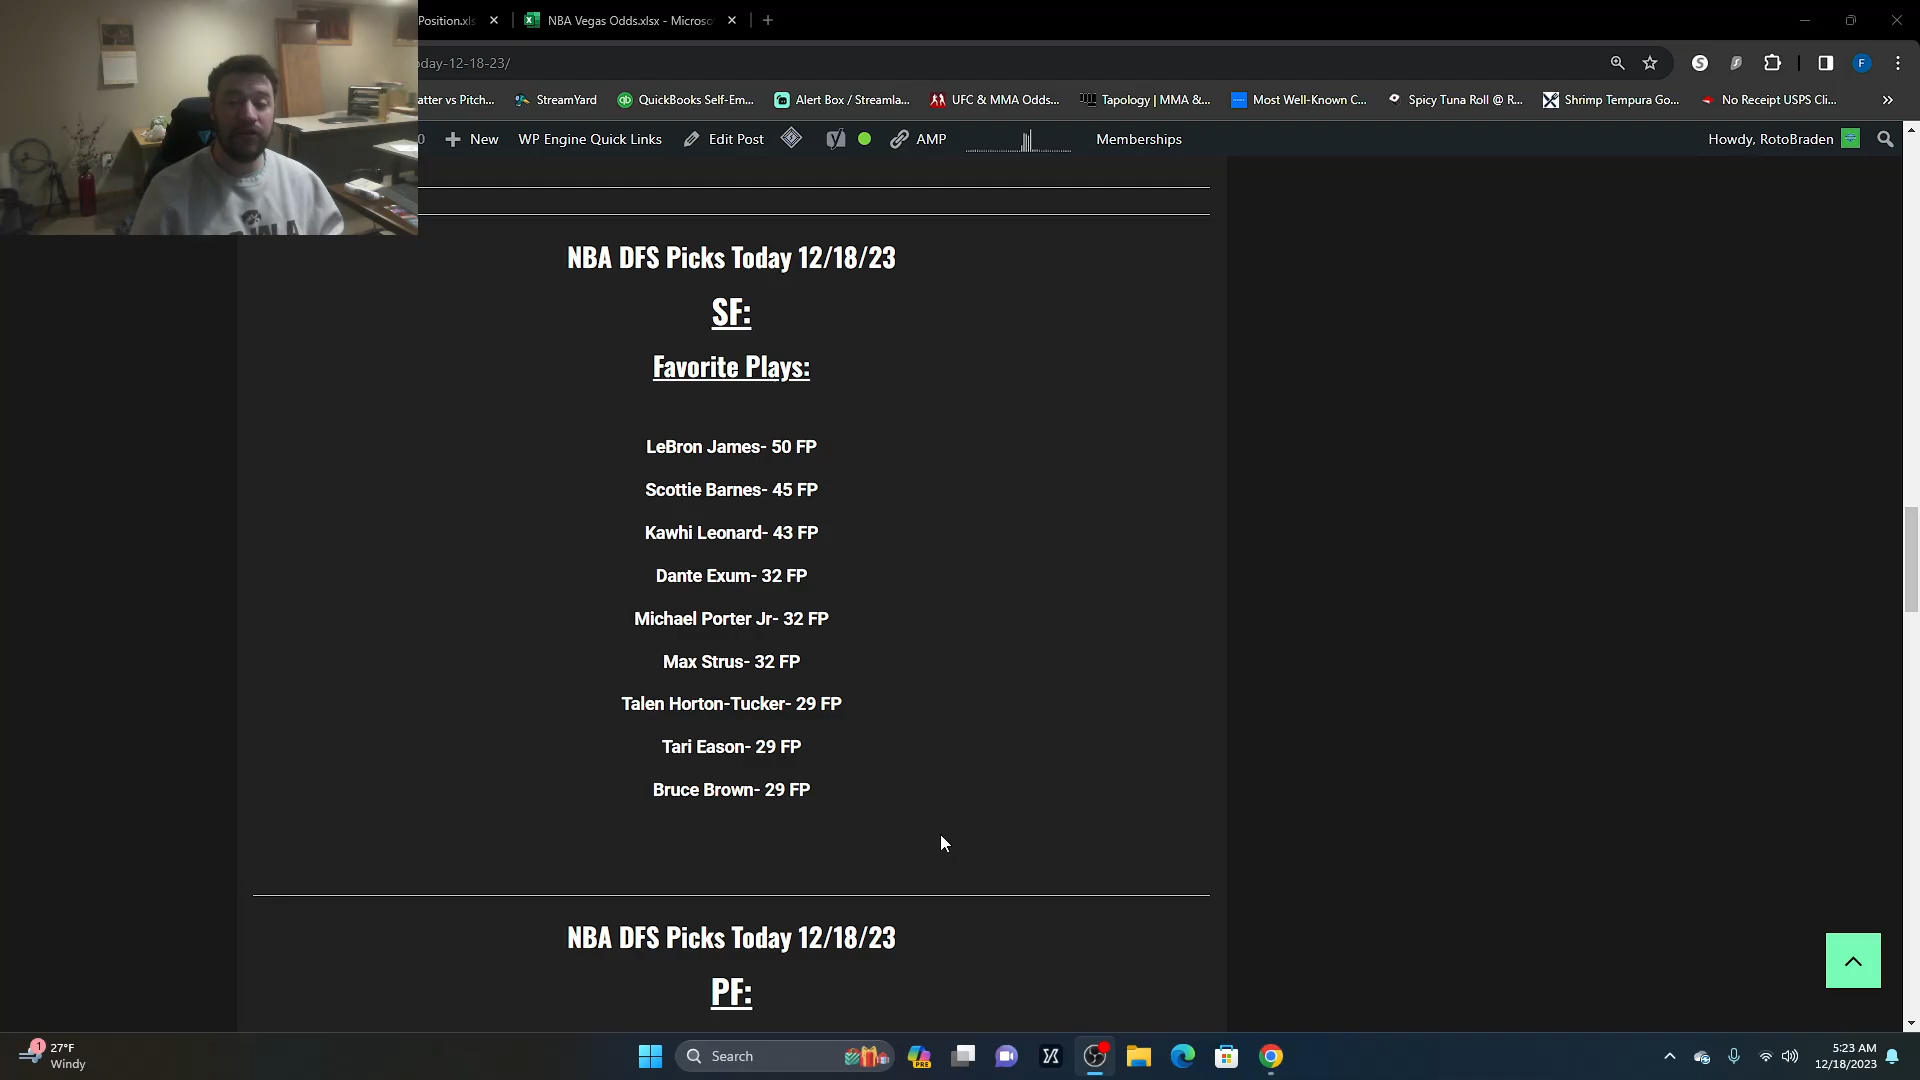 Position.xls
NBA Vegas Odds.xlsx - Microso
oday-12-18-23/
F
atter vs Pitch...
StreamYard
QuickBooks Self-Em...
Alert Box / Streamla...
UFC & MMA Odds...
Tapology | MMA &...
Most Well-Known C...
Spicy Tuna Roll @ R...
Shrimp Tempura Go...
No Receipt USPS Cli...
0
New
WP Engine Quick Links
Edit Post
AMP
Memberships
Howdy, RotoBraden
NBA DFS Picks Today 12/18/23
SF:
Favorite Plays:
LeBron James- 50 FP
Scottie Barnes- 45 FP
Kawhi Leonard- 43 FP
Dante Exum- 32 FP
Michael Porter Jr- 32 FP
Max Strus- 32 FP
Talen Horton-Tucker- 29 FP
Tari Eason- 29 FP
Bruce Brown- 29 FP
NBA DFS Picks Today 12/18/23
PF:
1
27°F
Windy
Search
PRE
5:23 AM
12/18/2023